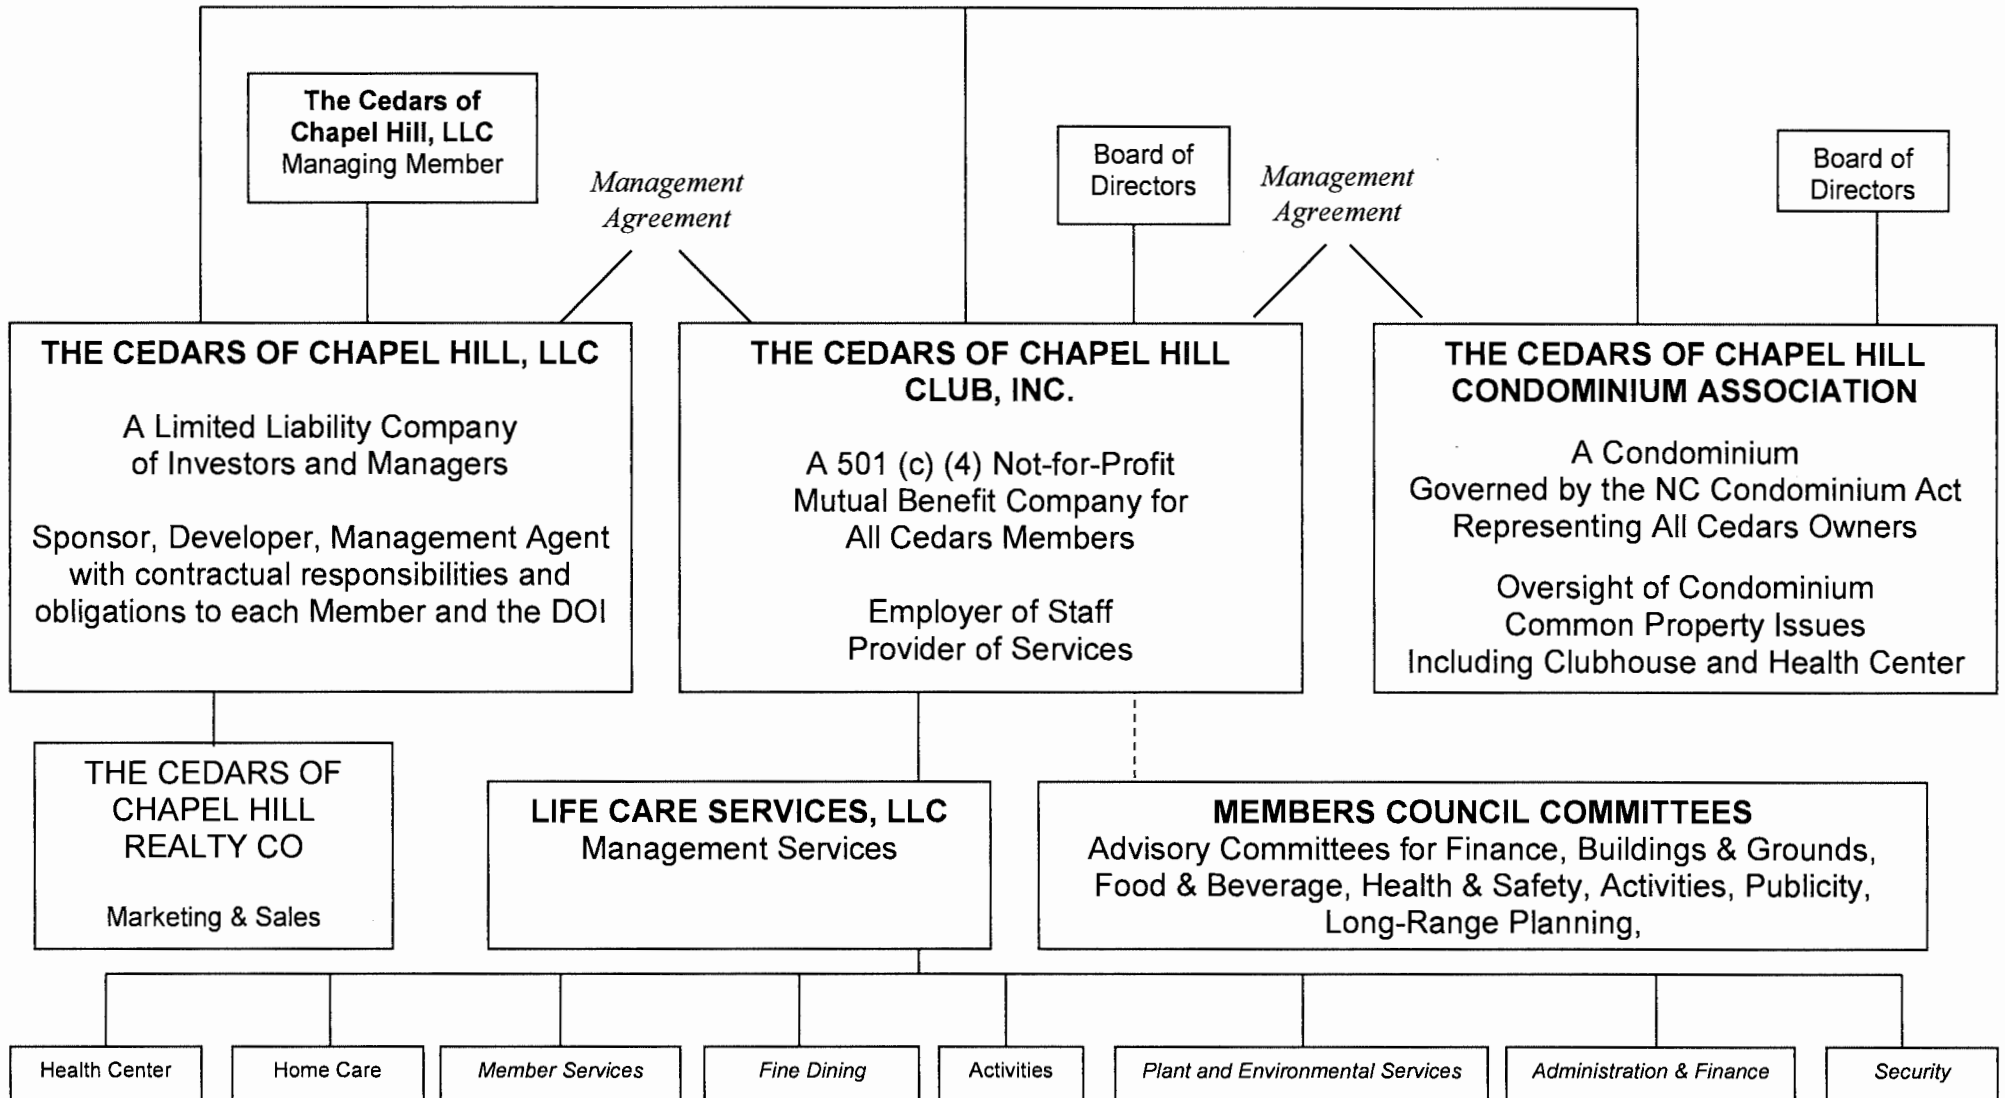 The Cedars of
Chapel Hill, LLC
Managing Member
Management
Agreement
Board of
Directors
Management
Agreement
Board of
Directors
THE CEDARS OF CHAPEL HILL, LLC
A Limited Liability Company
of Investors and Managers
Sponsor, Developer, Management Agent
with contractual responsibilities and
obligations to each Member and the DOI
THE CEDARS OF CHAPEL HILL
CLUB, INC.
A 501 (c) (4) Not-for-Profit
Mutual Benefit Company for
All Cedars Members
Employer of Staff
Provider of Services
THE CEDARS OF CHAPEL HILL
CONDOMINIUM ASSOCIATION
A Condominium
Governed by the NC Condominium Act
Representing All Cedars Owners
Oversight of Condominium
Common Property Issues
Including Clubhouse and Health Center
THE CEDARS OF
CHAPEL HILL
REALTY CO
Marketing & Sales
LIFE CARE SERVICES, LLC
Management Services
MEMBERS COUNCIL COMMITTEES
Advisory Committees for Finance, Buildings & Grounds,
Food & Beverage, Health & Safety, Activities, Publicity,
Long-Range Planning,
Health Center
Home Care
Member Services
Fine Dining
Activities
Plant and Environmental Services
Administration & Finance
Security